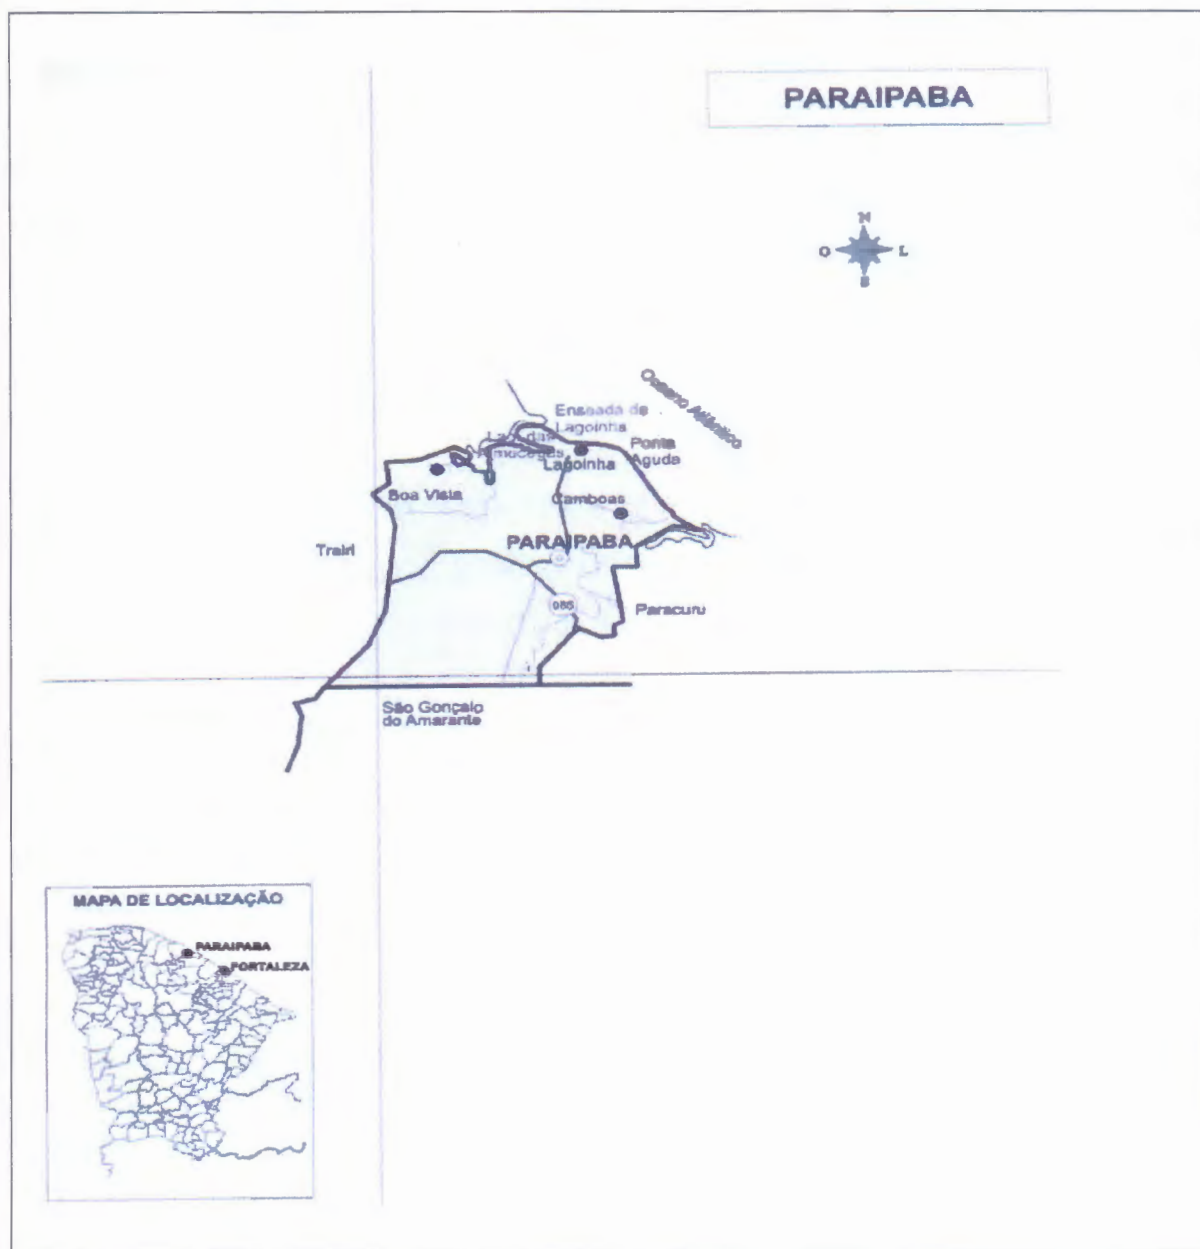 PARAIPABA
N
O
L
S
Oceano Atlântico
Enseada de
Lagoinha
Ponta
Aguda
Lagoinha
Boa Vista
Camboas
PARAIPABA
Trairi
085
Paracuru
São Gonçalo
do Amarante
MAPA DE LOCALIZAÇÃO
PARAIPABA
FORTALEZA